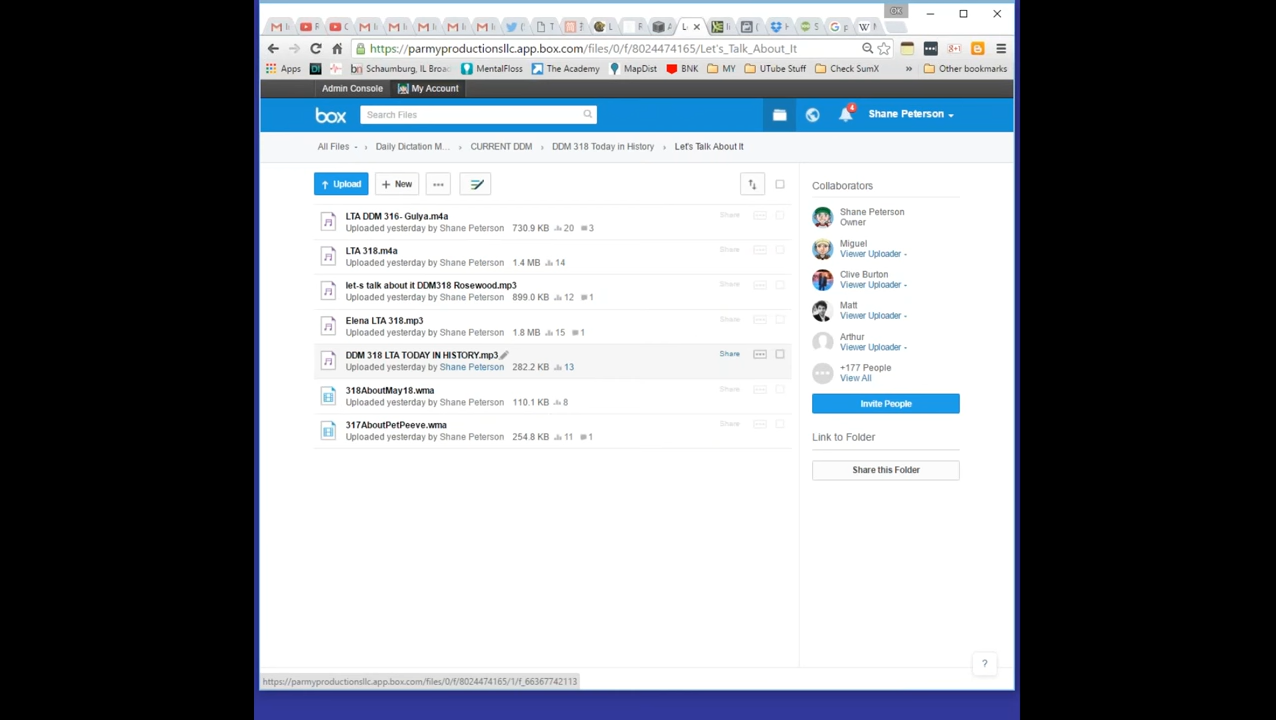 OK
L
https://parmyproductionsllc.app.box.com/files/0/f/8024474165/Let's_Talk_About_It
Apps
Schaumburg, IL Broa
MentalFloss
The Academy
MapDist
BNK
MY
UTube Stuff
Check SumX
»
Other bookmarks
Admin Console
My Account
box
Search Files
4
Shane Peterson
All Files
Daily Dictation M...
CURRENT DDM
DDM 318 Today in History
Let's Talk About It
Upload
+ New
Collaborators
LTA DDM 316- Gulya.m4a
Share
Uploaded yesterday by Shane Peterson 730.9 KB 20 3
Shane Peterson
Owner
LTA 318.m4a
Share
Uploaded yesterday by Shane Peterson 1.4 MB 14
Miguel
Viewer Uploader
let-s talk about it DDM318 Rosewood.mp3
Share
Uploaded yesterday by Shane Peterson 899.0 KB 12 1
Clive Burton
Viewer Uploader
Elena LTA 318.mp3
Share
Uploaded yesterday by Shane Peterson 1.8 MB 15 1
Matt
Viewer Uploader
DDM 318 LTA TODAY IN HISTORY.mp3
Share
Uploaded yesterday by Shane Peterson 282.2 KB 13
Arthur
Viewer Uploader
+177 People
View All
318AboutMay18.wma
Share
Uploaded yesterday by Shane Peterson 110.1 KB 8
Invite People
317AboutPetPeeve.wma
Share
Uploaded yesterday by Shane Peterson 254.8 KB 11 1
Link to Folder
Share this Folder
?
https://parmyproductionsllc.app.box.com/files/0/f/8024474165/1/f_66367742113